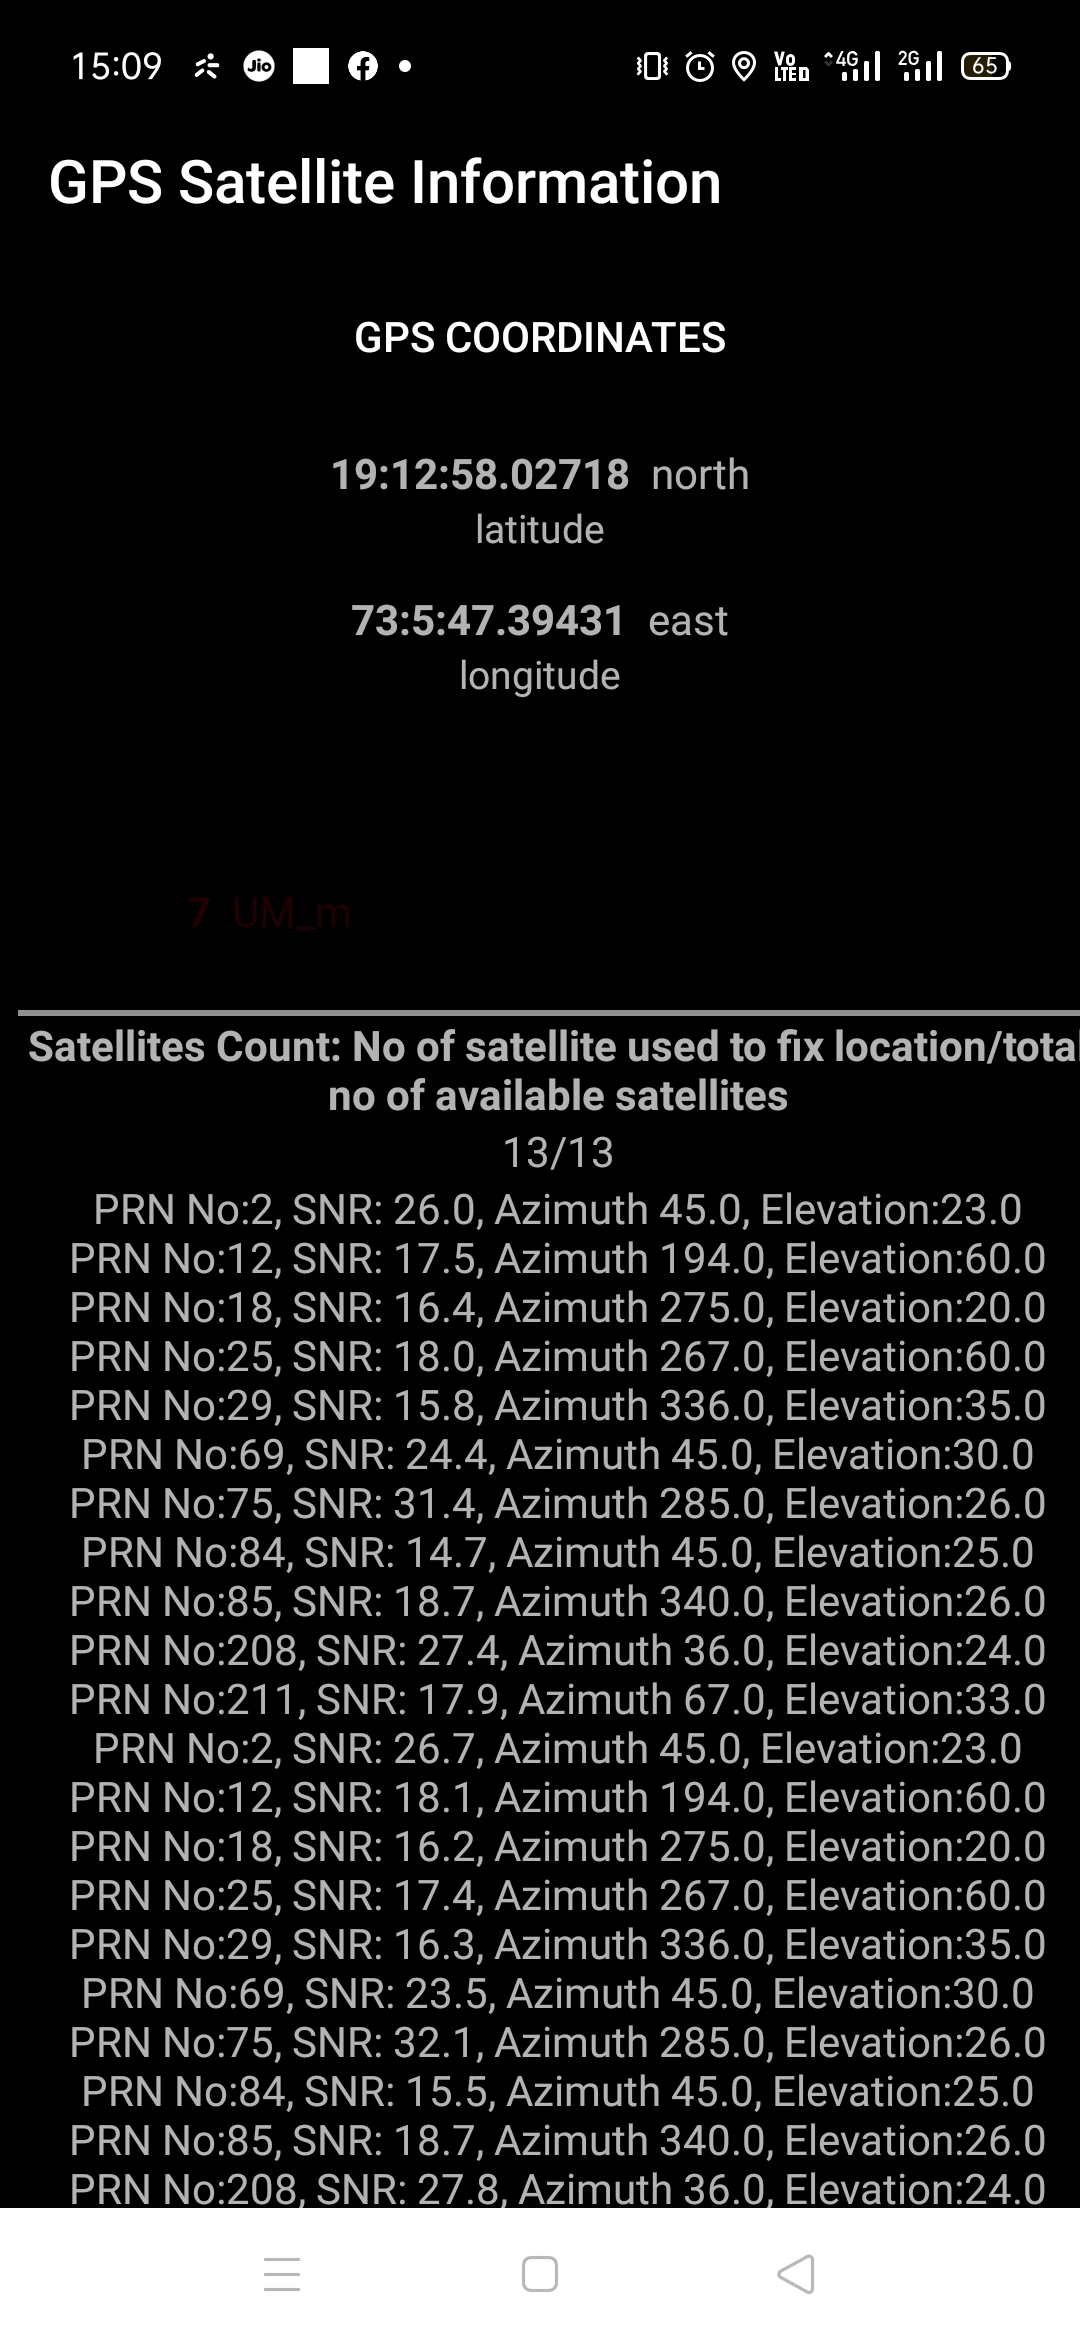 15:09 Jio VoLTED 4G 2G 65
GPS Satellite Information
GPS COORDINATES
19:12:58.02718 north
latitude
73:5:47.39431 east
longitude
7 UM_m
Satellites Count: No of satellite used to fix location/total
no of available satellites
13/13
PRN No:2, SNR: 26.0, Azimuth 45.0, Elevation:23.0
PRN No:12, SNR: 17.5, Azimuth 194.0, Elevation:60.0
PRN No:18, SNR: 16.4, Azimuth 275.0, Elevation:20.0
PRN No:25, SNR: 18.0, Azimuth 267.0, Elevation:60.0
PRN No:29, SNR: 15.8, Azimuth 336.0, Elevation:35.0
PRN No:69, SNR: 24.4, Azimuth 45.0, Elevation:30.0
PRN No:75, SNR: 31.4, Azimuth 285.0, Elevation:26.0
PRN No:84, SNR: 14.7, Azimuth 45.0, Elevation:25.0
PRN No:85, SNR: 18.7, Azimuth 340.0, Elevation:26.0
PRN No:208, SNR: 27.4, Azimuth 36.0, Elevation:24.0
PRN No:211, SNR: 17.9, Azimuth 67.0, Elevation:33.0
PRN No:2, SNR: 26.7, Azimuth 45.0, Elevation:23.0
PRN No:12, SNR: 18.1, Azimuth 194.0, Elevation:60.0
PRN No:18, SNR: 16.2, Azimuth 275.0, Elevation:20.0
PRN No:25, SNR: 17.4, Azimuth 267.0, Elevation:60.0
PRN No:29, SNR: 16.3, Azimuth 336.0, Elevation:35.0
PRN No:69, SNR: 23.5, Azimuth 45.0, Elevation:30.0
PRN No:75, SNR: 32.1, Azimuth 285.0, Elevation:26.0
PRN No:84, SNR: 15.5, Azimuth 45.0, Elevation:25.0
PRN No:85, SNR: 18.7, Azimuth 340.0, Elevation:26.0
PRN No:208, SNR: 27.8, Azimuth 36.0, Elevation:24.0